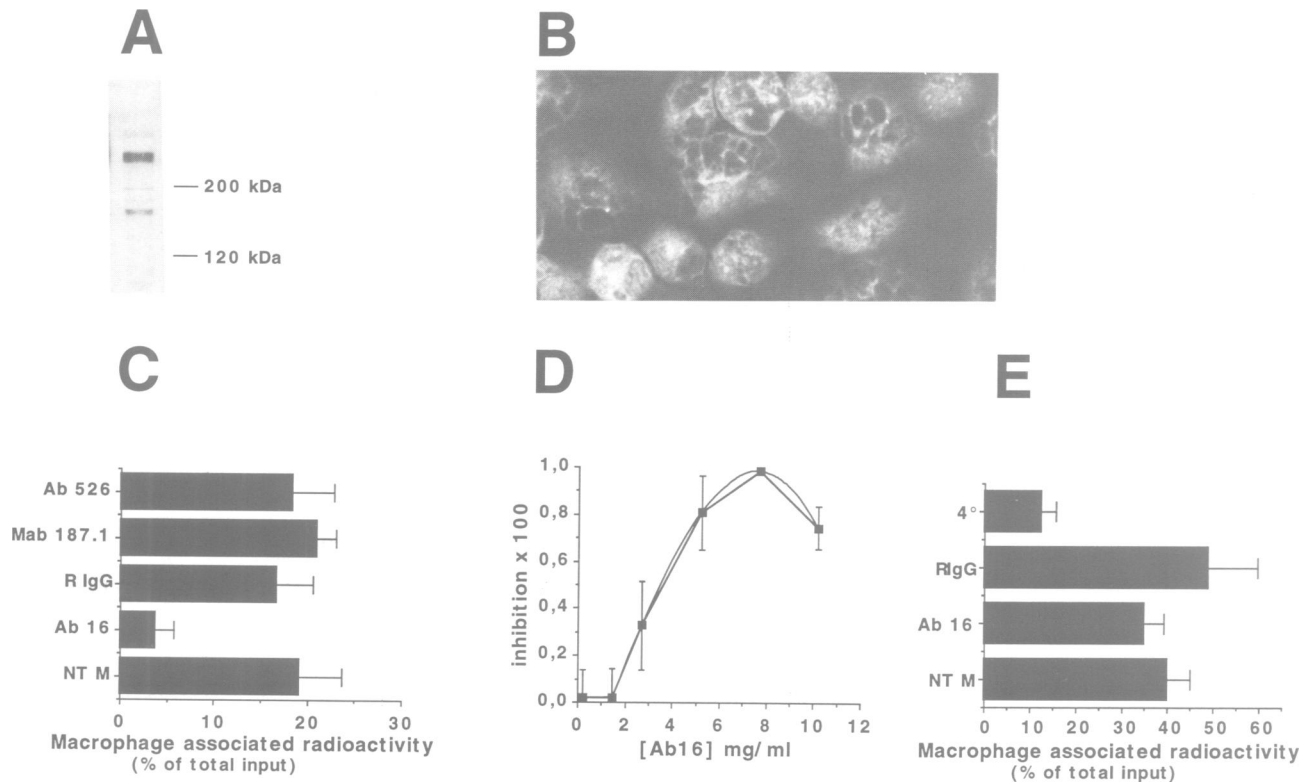 A
200 kDa
120 kDa
B
C
Ab 526
Mab 187.1
R IgG
Ab 16
NT M
0 10 20 30
Macrophage associated radioactivity
(% of total input)
D
inhibition x 100
1,0
0,8
0,6
0,4
0,2
0,0
0 2 4 6 8 10 12
[Ab16] mg/ml
E
4°
RIgG
Ab 16
NT M
0 10 20 30 40 50 60
Macrophage associated radioactivity
(% of total input)